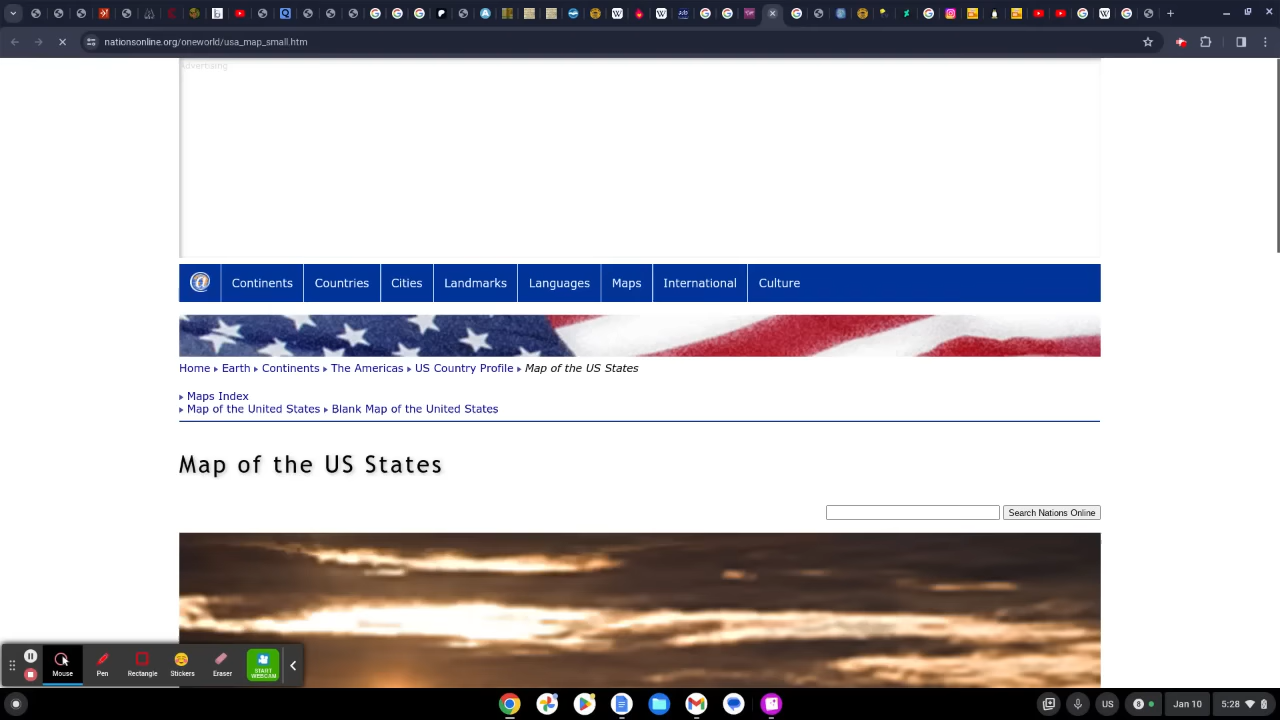 nationsonline.org/oneworld/usa_map_small.htm
Advertising
Continents Countries Cities Landmarks Languages Maps International Culture
Home Earth Continents The Americas US Country Profile Map of the US States
Maps Index
Map of the United States Blank Map of the United States
Map of the US States
Search Nations Online
Mouse Pen Rectangle Stickers Eraser START WEBCAM
US 8 Jan 10 5:28